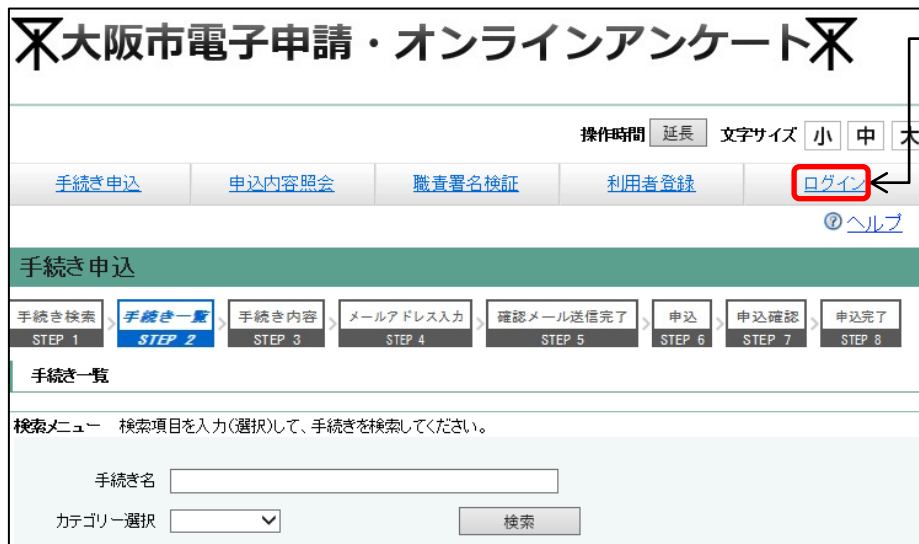 大阪市電子申請・オンラインアンケート
操作時間 延長 文字サイズ 小 中 大
手続き申込 申込内容照会 職責署名検証 利用者登録 ログイン
ヘルプ
手続き申込
手続き検索 手続き一覧 手続き内容 メールアドレス入力 確認メール送信完了 申込 申込確認 申込完了
STEP 1 STEP 2 STEP 3 STEP 4 STEP 5 STEP 6 STEP 7 STEP 8
手続き一覧
検索メニュー 検索項目を入力(選択)して、手続きを検索してください。
手続き名
カテゴリー選択 検索